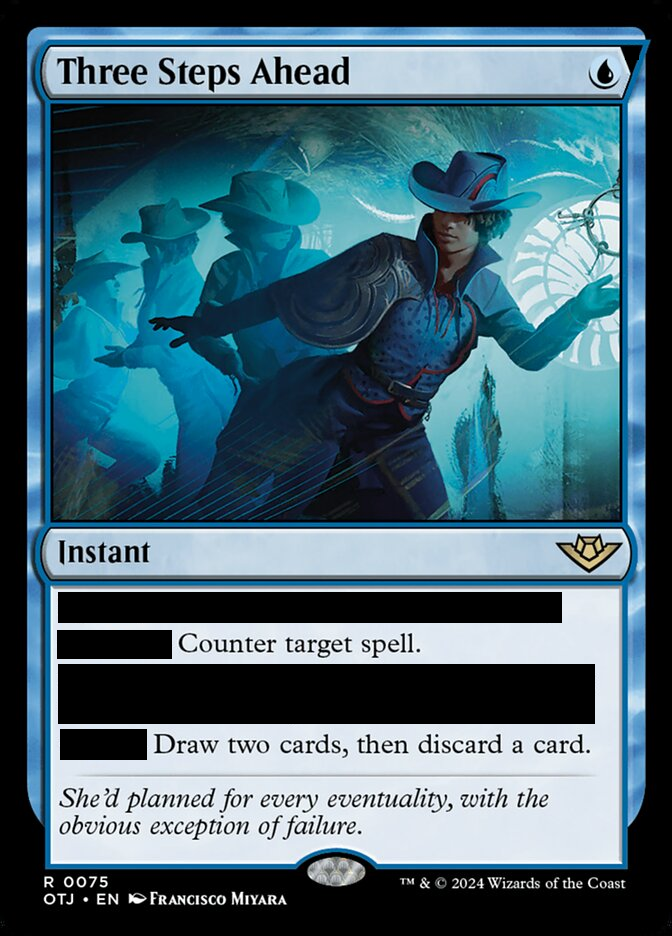 Three Steps Ahead
Instant
Counter target spell.
Draw two cards, then discard a card.
She'd planned for every eventuality, with the
obvious exception of failure.
R 0075
OTJ • EN Francisco Miyara
™ & © 2024 Wizards of the Coast